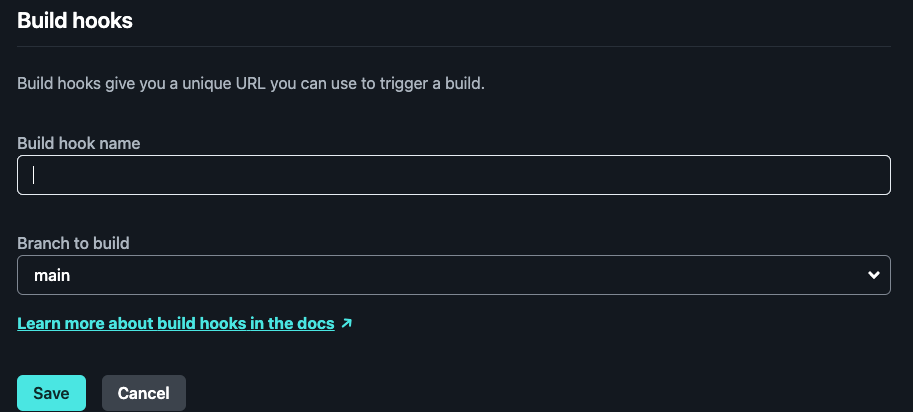 Build hooks
Build hooks give you a unique URL you can use to trigger a build.
Build hook name
Branch to build
main
Learn more about build hooks in the docs ↗
Save Cancel